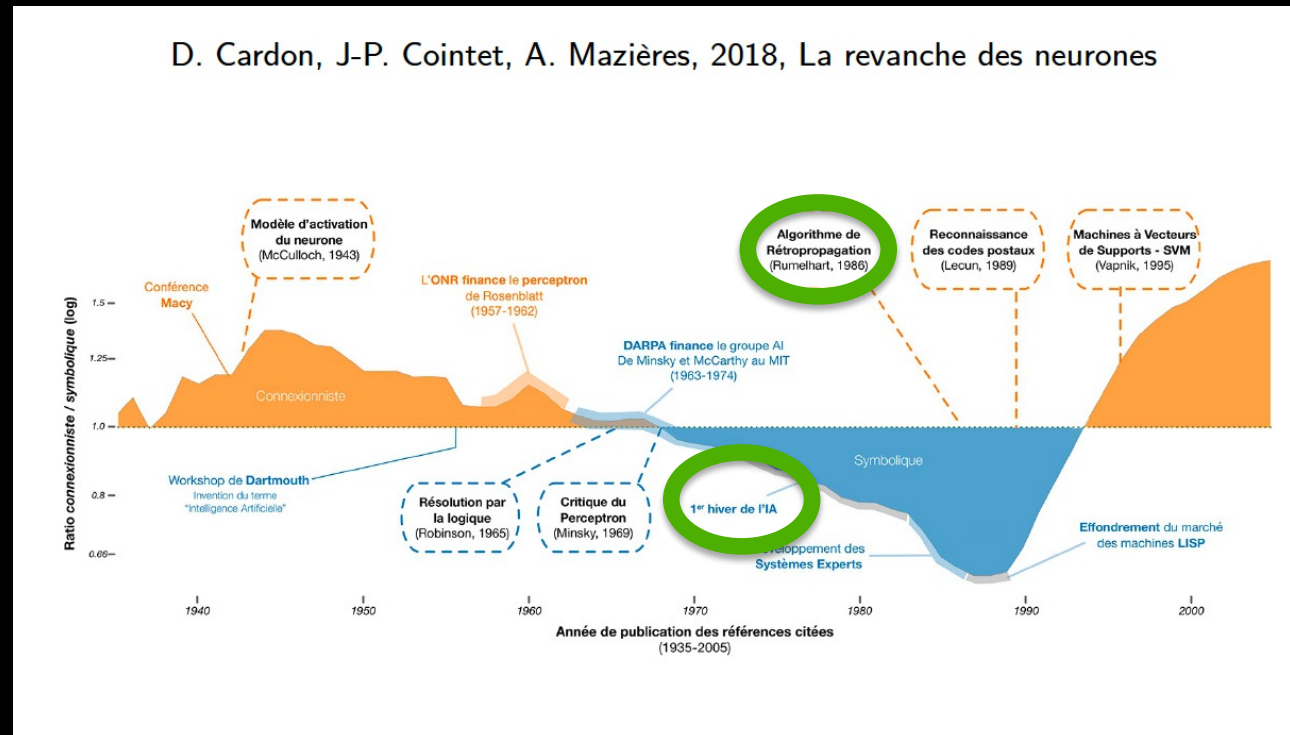 D. Cardon, J-P. Cointet, A. Mazières, 2018, La revanche des neurones
Modèle d'activation
du neurone
(McCulloch, 1943)
Algorithme de
Rétropropagation
(Rumelhart, 1986)
Reconnaissance
des codes postaux
(Lecun, 1989)
Machines à Vecteurs
de Supports - SVM
(Vapnik, 1995)
Conférence
Macy
L'ONR finance le perceptron
de Rosenblatt
(1957-1962)
DARPA finance le groupe AI
De Minsky et McCarthy au MIT
(1963-1974)
Ratio connexionniste / symbolique (log)
1.5
1.25
1.0
0.8
0.66
Connexionniste
Symbolique
Workshop de Dartmouth
Invention du terme
"Intelligence Artificielle"
Résolution par
la logique
(Robinson, 1965)
Critique du
Perceptron
(Minsky, 1969)
1er hiver de l'IA
des
Systèmes Experts
Effondrement du marché
des machines LISP
1940
1950
1960
1970
1980
1990
2000
Année de publication des références citées
(1935-2005)